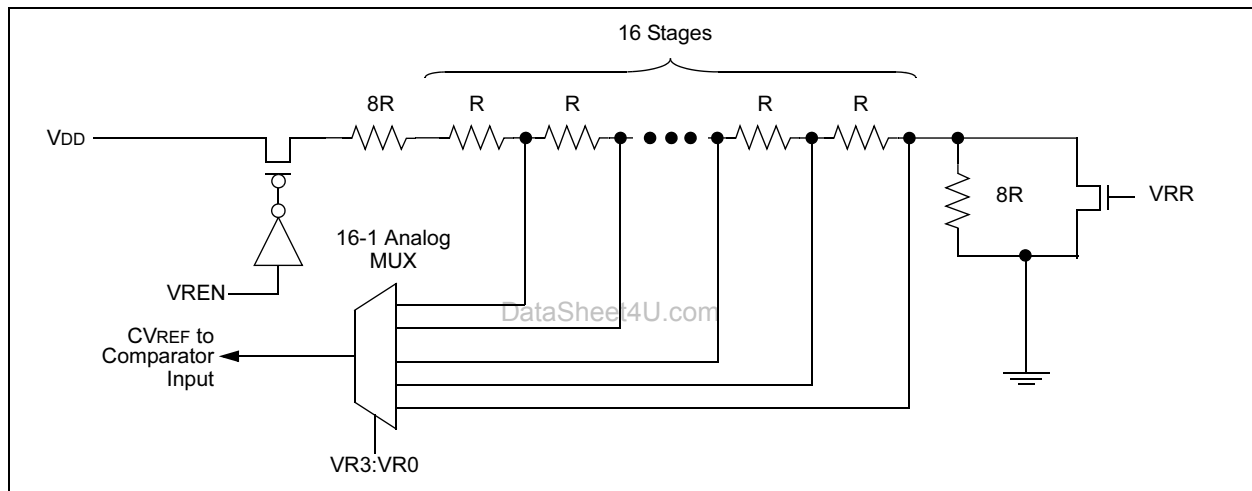 16 Stages
8R R R R R
VDD
8R
VRR
16-1 Analog
MUX
VREN
DataSheet4U.com
CVREF to
Comparator
Input
VR3:VR0